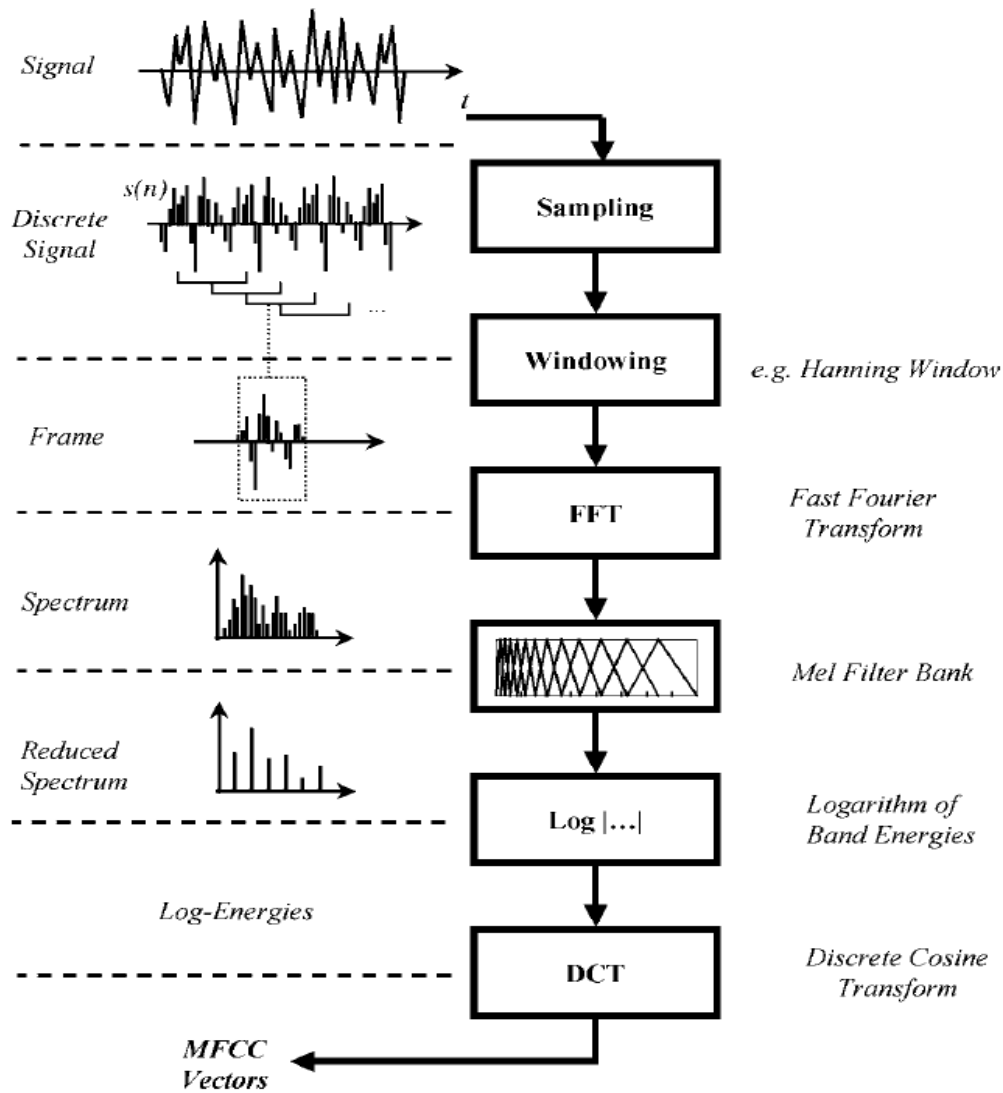 Signal
t
Sampling
s(n)
Discrete
Signal
...
Windowing
e.g. Hanning Window
Frame
FFT
Fast Fourier
Transform
Spectrum
Mel Filter Bank
Reduced
Spectrum
Log |...|
Logarithm of
Band Energies
Log-Energies
DCT
Discrete Cosine
Transform
MFCC
Vectors